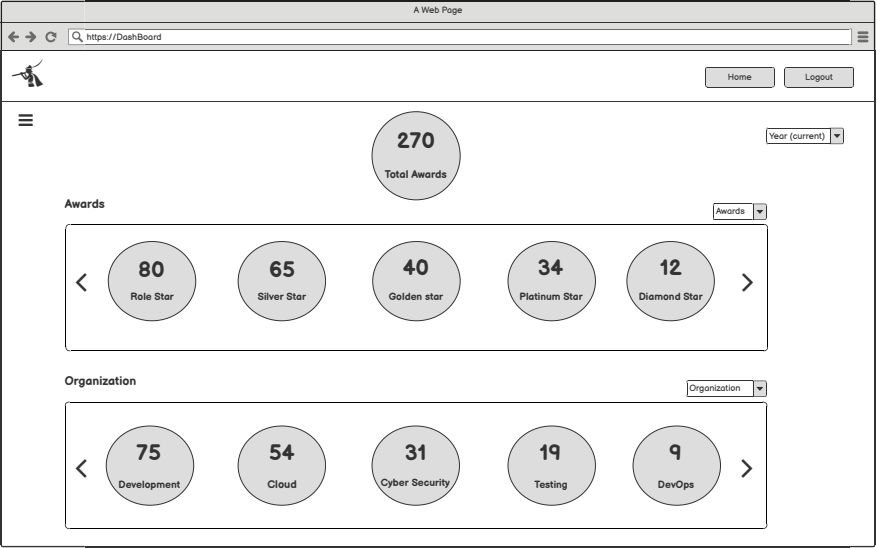 A Web Page
https://DashBoard
Home
Logout
270
Total Awards
Year (current)
Awards
Awards
80
Role Star
65
Silver Star
40
Golden star
34
Platinum Star
12
Diamond Star
Organization
Organization
75
Development
54
Cloud
31
Cyber Security
19
Testing
9
DevOps